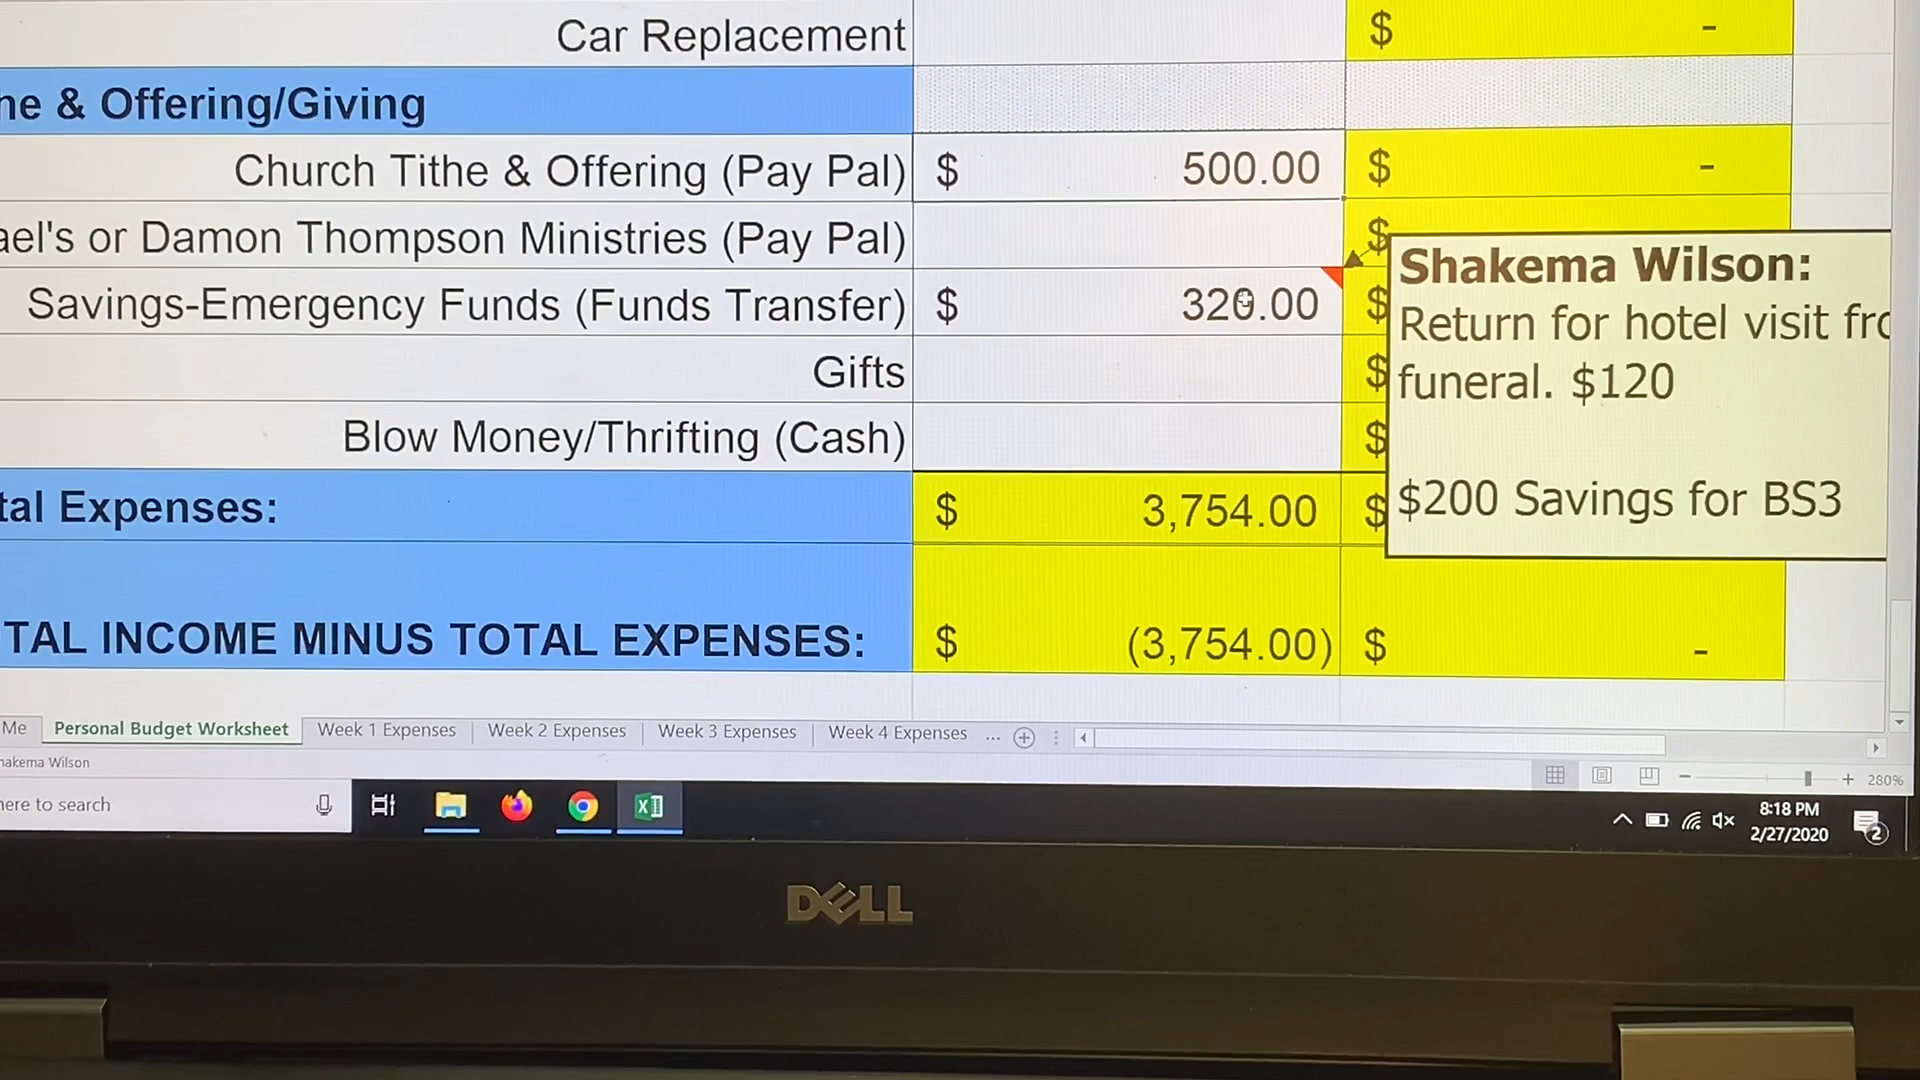 Car Replacement $ -
he & Offering/Giving
Church Tithe & Offering (Pay Pal) $ 500.00 $ -
ael's or Damon Thompson Ministries (Pay Pal) $
Savings-Emergency Funds (Funds Transfer) $ 320.00 $
Gifts $
Blow Money/Thrifting (Cash) $
tal Expenses: $ 3,754.00 $
TAL INCOME MINUS TOTAL EXPENSES: $ (3,754.00) $ -
Shakema Wilson:
Return for hotel visit fro
funeral. $120
$200 Savings for BS3
Me Personal Budget Worksheet Week 1 Expenses Week 2 Expenses Week 3 Expenses Week 4 Expenses ...
hakema Wilson
280%
here to search
8:18 PM
2/27/2020
2
DELL